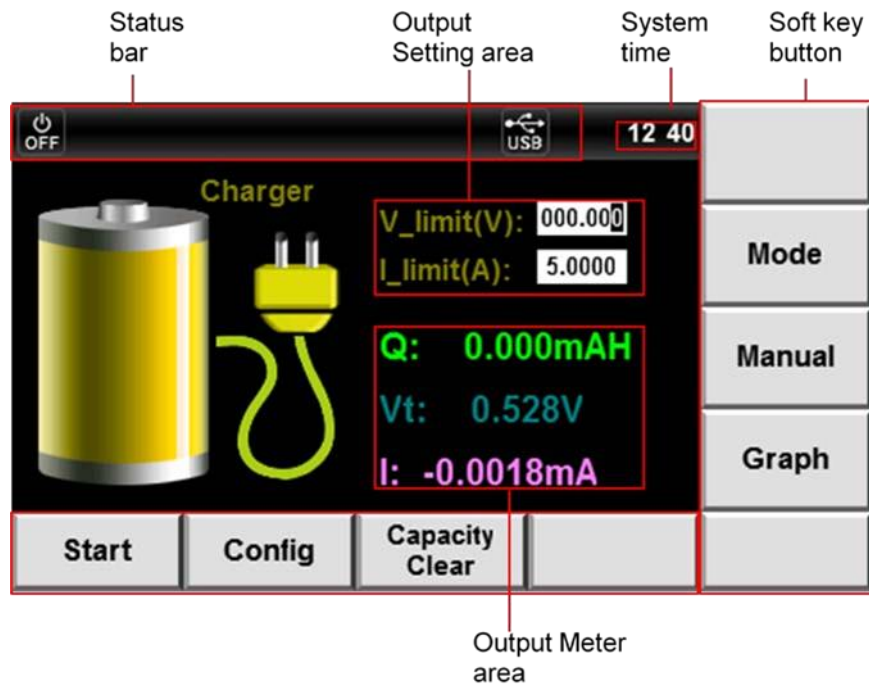 Status
bar
Output
Setting area
System
time
Soft key
button
OFF
USB
12 40
Charger
V_limit(V): 000.000
I_limit(A): 5.0000
Q: 0.000mAH
Vt: 0.528V
I: -0.0018mA
Mode
Manual
Graph
Start
Config
Capacity
Clear
Output Meter
area